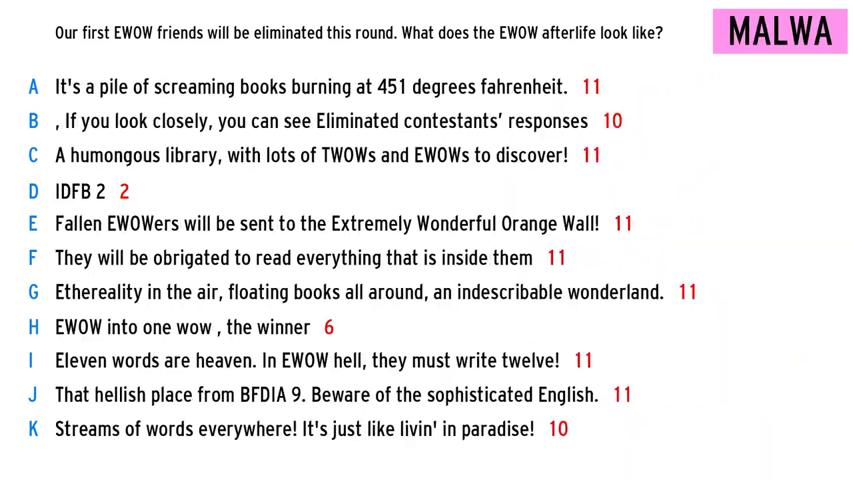 Our first EWOW friends will be eliminated this round. What does the EWOW afterlife look like?
MALWA
A It's a pile of screaming books burning at 451 degrees fahrenheit. 11
B , If you look closely, you can see Eliminated contestants’ responses 10
C A humongous library, with lots of TWOWs and EWOWs to discover! 11
D IDFB 2 2
E Fallen EWOWers will be sent to the Extremely Wonderful Orange Wall! 11
F They will be obrigated to read everything that is inside them 11
G Ethereality in the air, floating books all around, an indescribable wonderland. 11
H EWOW into one wow , the winner 6
I Eleven words are heaven. In EWOW hell, they must write twelve! 11
J That hellish place from BFDIA 9. Beware of the sophisticated English. 11
K Streams of words everywhere! It's just like livin' in paradise! 10